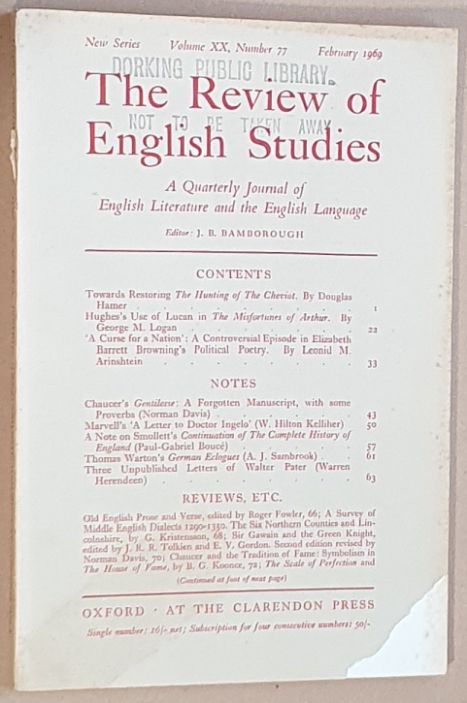 New Series Volume XX, Number 77 February 1969
DORKING PUBLIC LIBRARY.
The Review of
NOT TO BE TAKEN AWAY
English Studies
A Quarterly Journal of
English Literature and the English Language
Editor: J. B. BAMBOROUGH
CONTENTS
Towards Restoring The Hunting of The Cheviot. By Douglas
Hamer . . . . . . . . 1
Hughes's Use of Lucan in The Misfortunes of Arthur. By
George M. Logan . . . . . . . 22
'A Curse for a Nation': A Controversial Episode in Elizabeth
Barrett Browning's Political Poetry. By Leonid M.
Arinshtein . . . . . . . 33
NOTES
Chaucer's Gentilesse: A Forgotten Manuscript, with some
Proverbs (Norman Davis) . . . . . . 43
Marvell's 'A Letter to Doctor Ingelo' (W. Hilton Kelliher) 50
A Note on Smollett's Continuation of The Complete History of
England (Paul-Gabriel Boucé) . . . . . 57
Thomas Warton's German Eclogues (A. J. Sambrook) . . 61
Three Unpublished Letters of Walter Pater (Warren
Herendeen) . . . . . . . 63
REVIEWS, ETC.
Old English Prose and Verse, edited by Roger Fowler, 66; A Survey of
Middle English Dialects 1290-1350. The Six Northern Counties and Lin-
colnshire, by G. Kristensson, 68; Sir Gawain and the Green Knight,
edited by J. R. R. Tolkien and E. V. Gordon. Second edition revised by
Norman Davis, 70; Chaucer and the Tradition of Fame: Symbolism in
The House of Fame, by B. G. Koonce, 72; The Scale of Perfection and
(Continued at foot of next page)
OXFORD · AT THE CLARENDON PRESS
Single number: 16/- net; Subscription for four consecutive numbers: 50/-